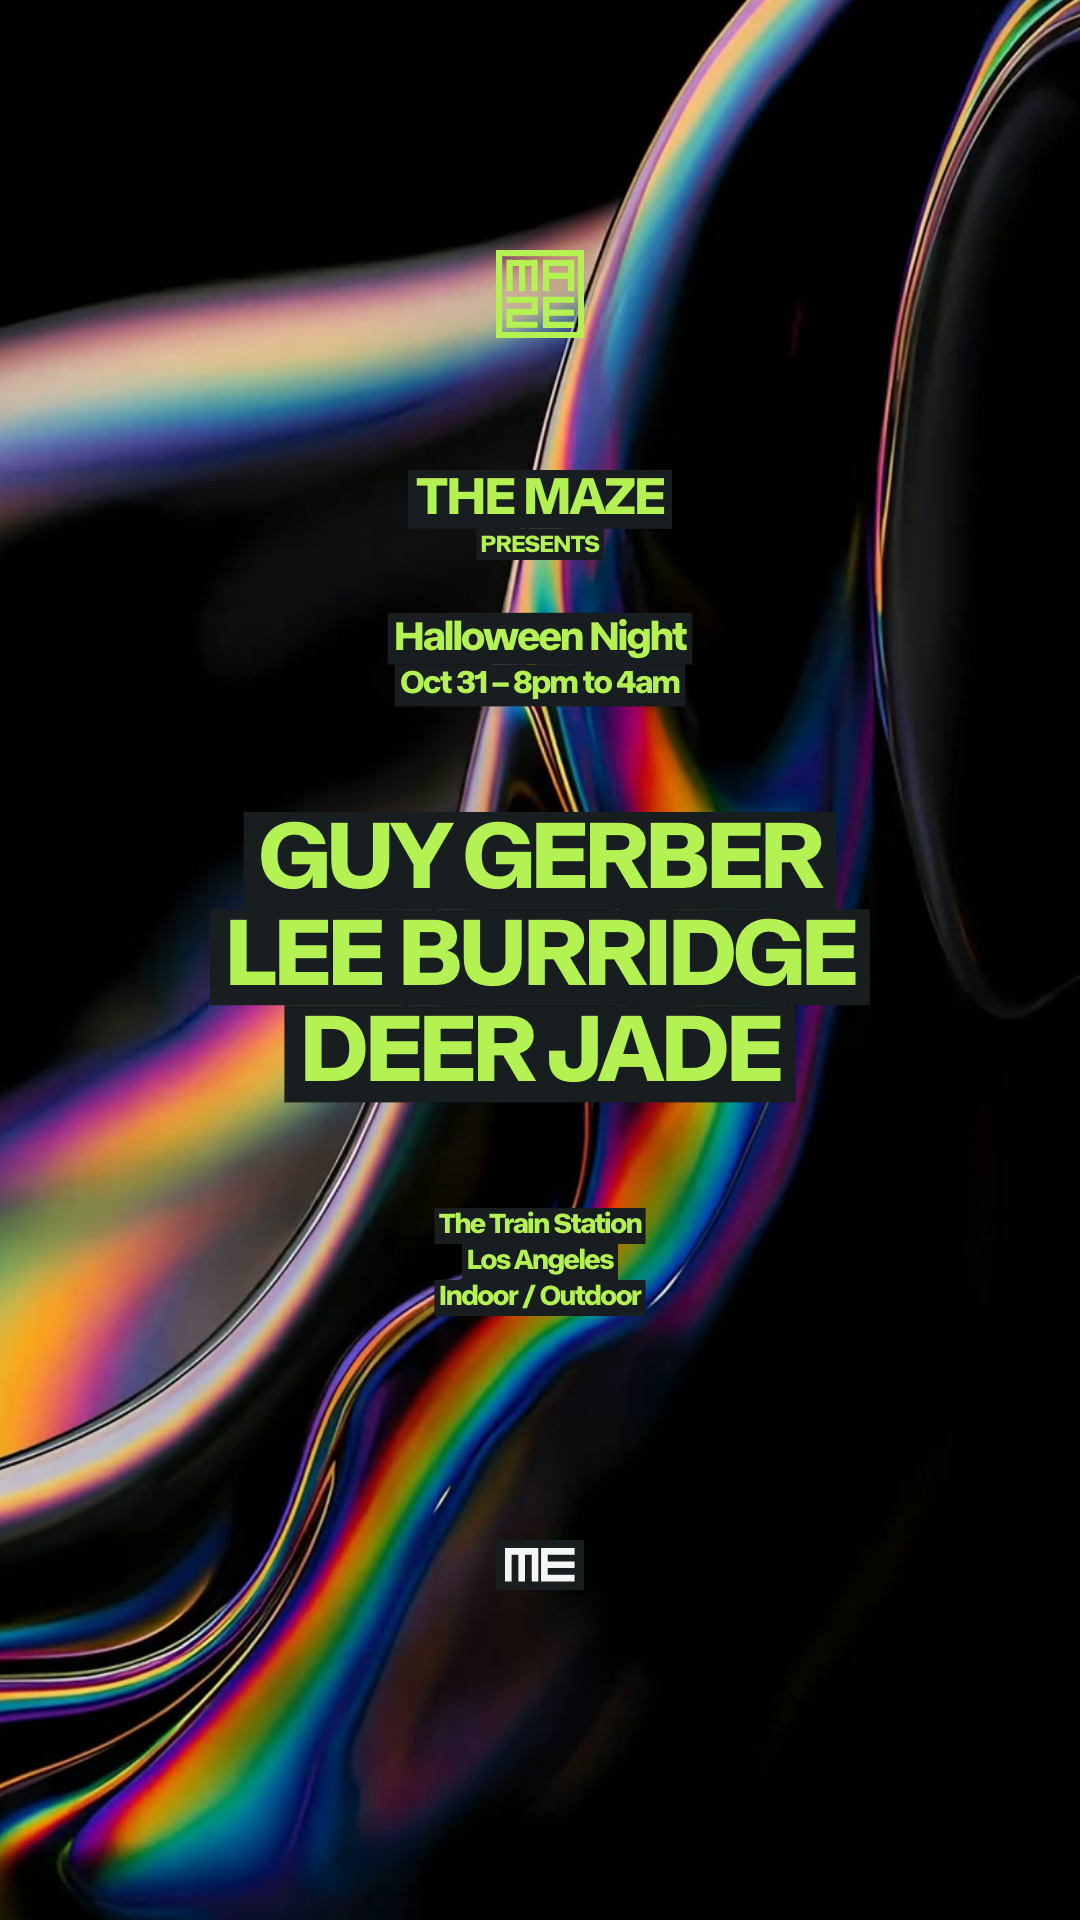 MA
ZE
THE MAZE
PRESENTS
Halloween Night
Oct 31 – 8pm to 4am
GUY GERBER
LEE BURRIDGE
DEER JADE
The Train Station
Los Angeles
Indoor / Outdoor
ME